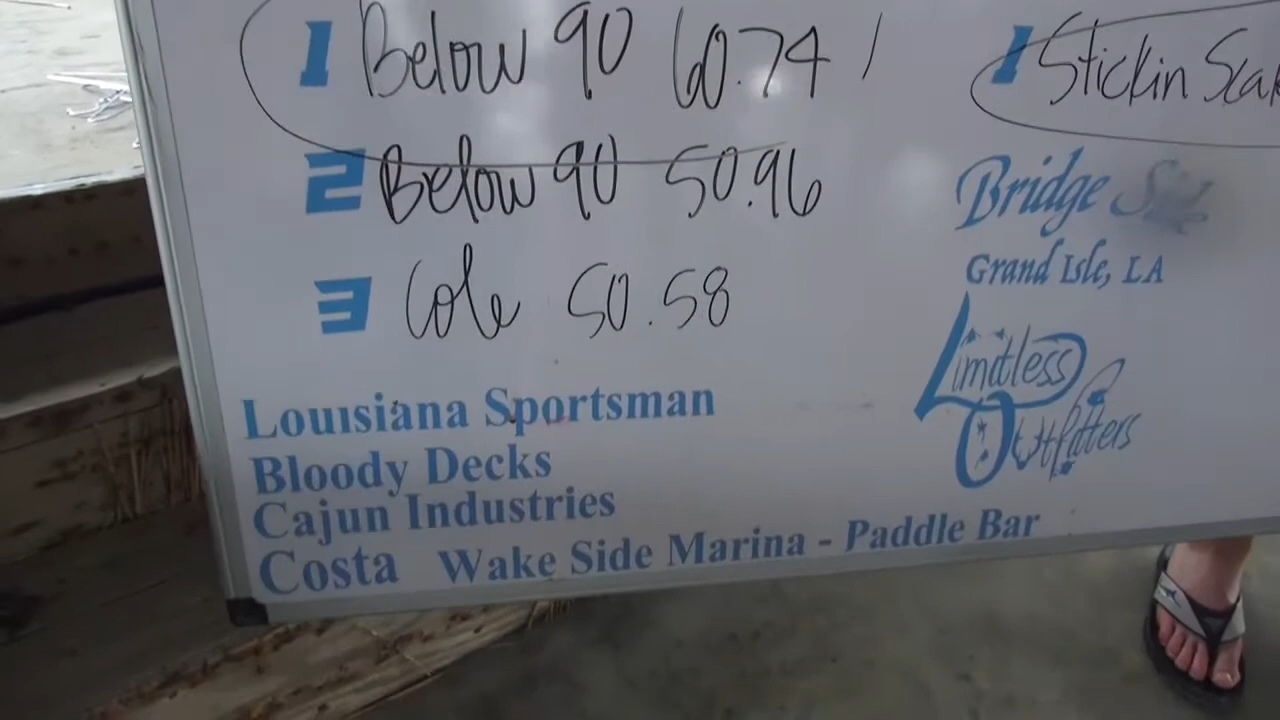 1 Below 90 60.74 /
2 Below 90 50.96
3 Cole 50.58
Louisiana Sportsman
Bloody Decks
Cajun Industries
Costa Wake Side Marina - Paddle Bar
1 Stickin
Bridge
Grand Isle, LA
Limitless
Outfitters